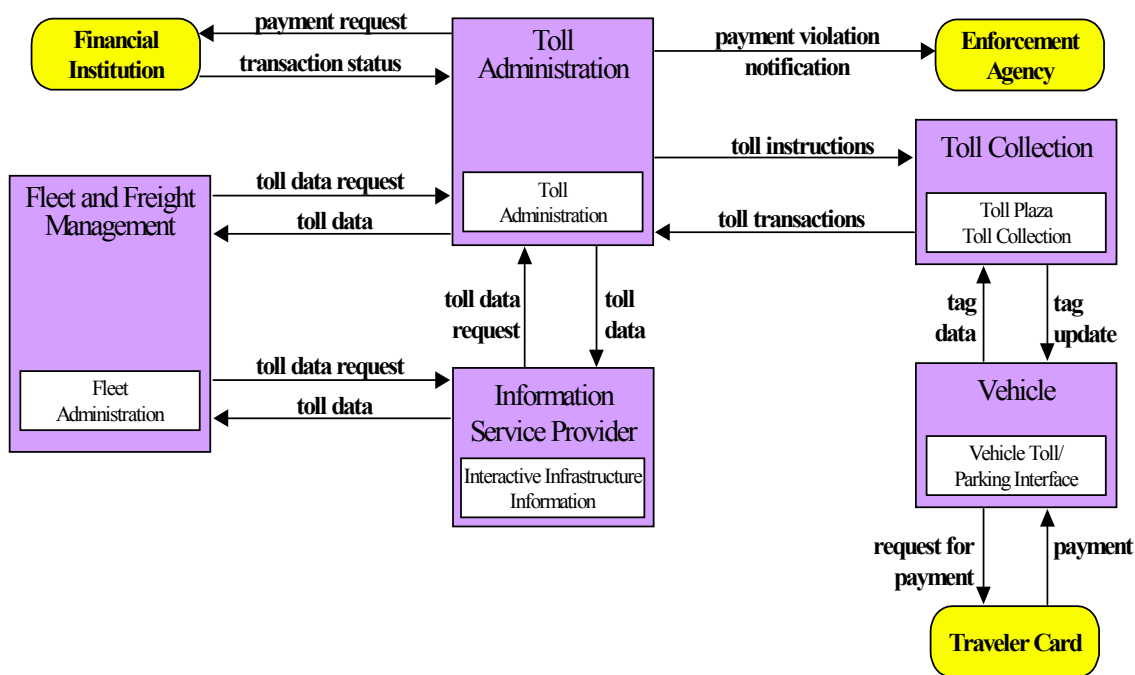 payment request
Financial
Institution
transaction status
Toll
Administration
payment violation
notification
Enforcement
Agency
toll instructions
Toll Collection
Fleet and Freight
Management
toll data request
toll data
Toll
Administration
toll transactions
Toll Plaza
Toll Collection
toll data
request
toll
data
tag
data
tag
update
toll data request
toll data
Fleet
Administration
Information
Service Provider
Interactive Infrastructure
Information
Vehicle
Vehicle Toll/
Parking Interface
request for
payment
payment
Traveler Card